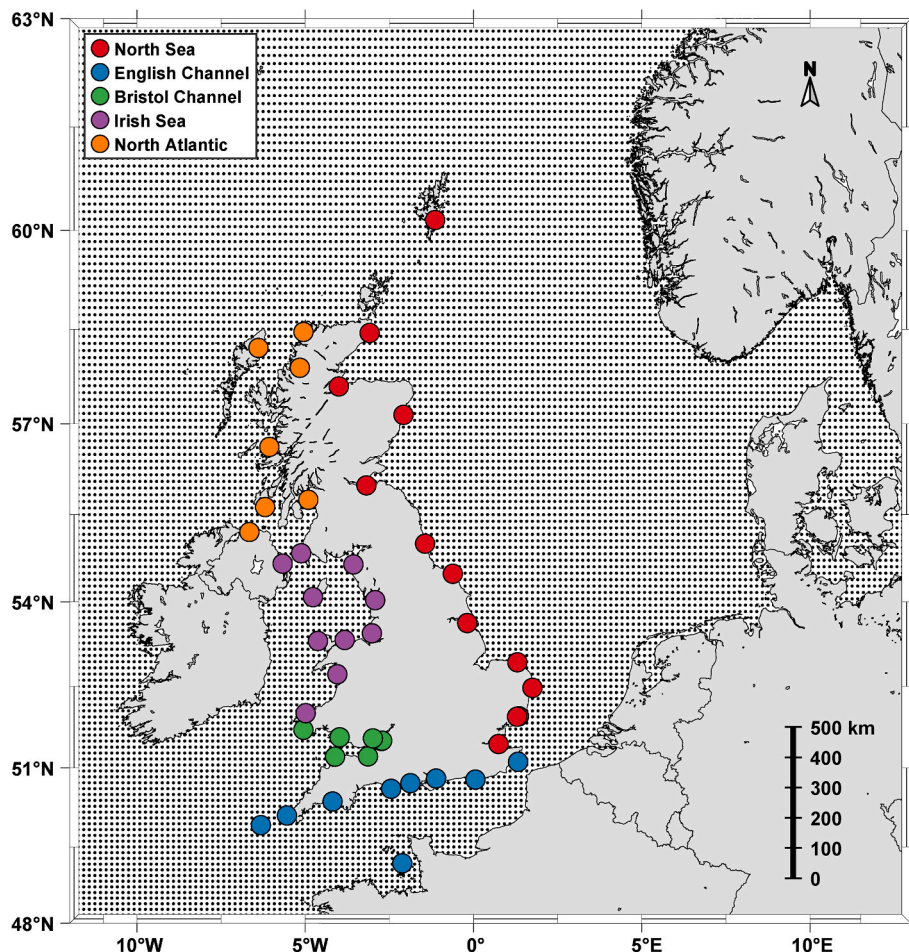 63°N
North Sea
English Channel
Bristol Channel
Irish Sea
North Atlantic
N
60°N
57°N
54°N
51°N
48°N
500 km
400
300
200
100
0
10°W
5°W
0°
5°E
10°E